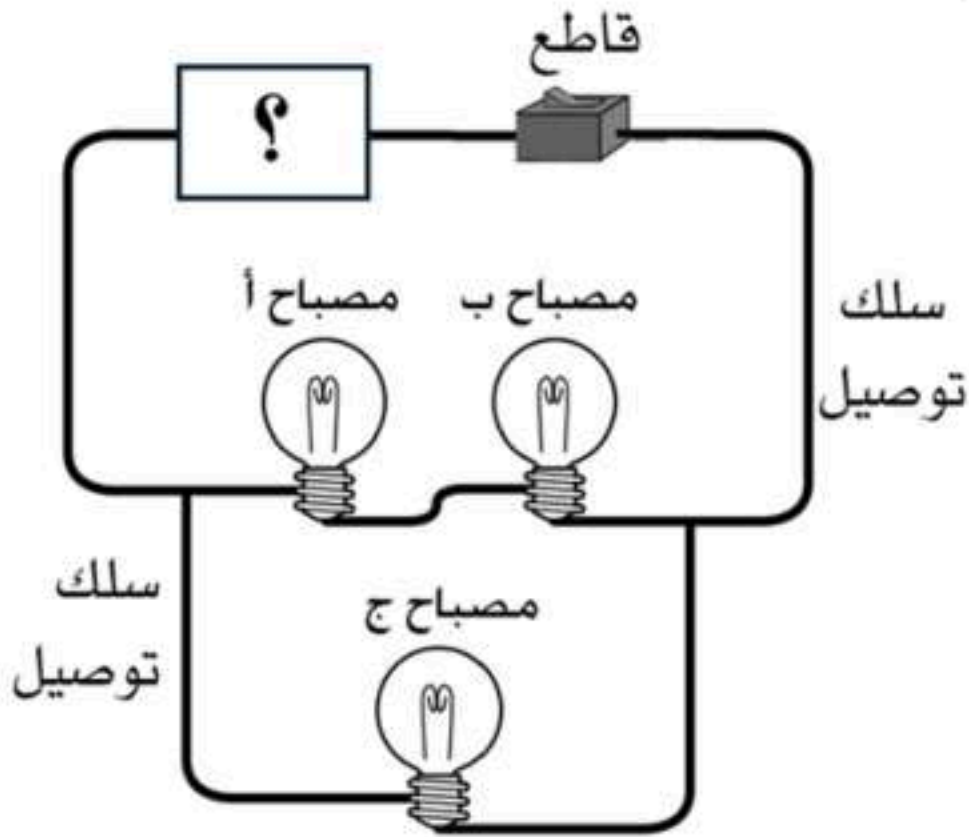 قاطع
؟
مصباح أ
مصباح ب
سلك
توصيل
سلك
توصيل
مصباح ج